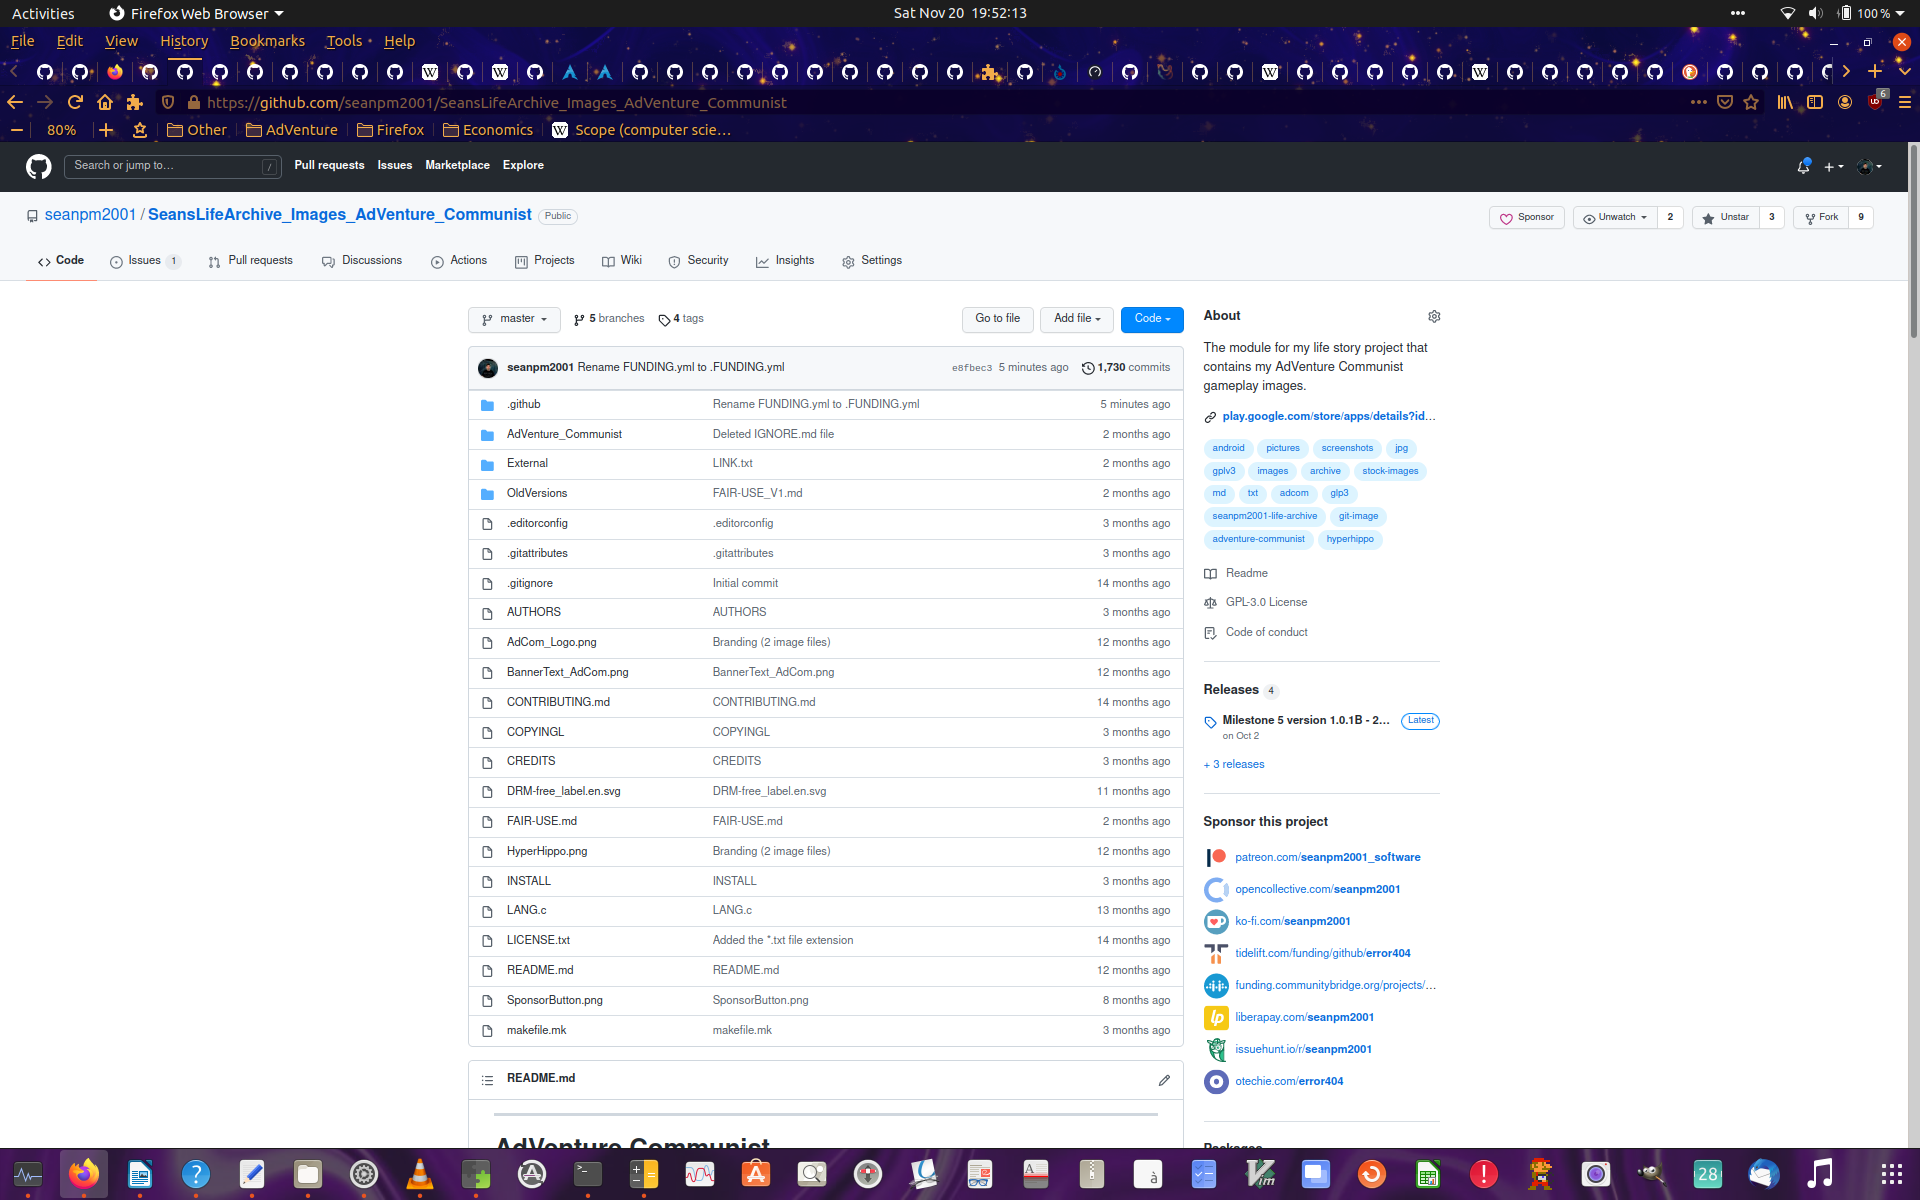 Activities Firefox Web Browser Sat Nov 20 19:52:13 100 %
File Edit View History Bookmarks Tools Help
https://github.com/seanpm2001/SeansLifeArchive_Images_AdVenture_Communist 6
80% Other AdVenture Firefox Economics Scope (computer scie…
Search or jump to… / Pull requests Issues Marketplace Explore
seanpm2001 / SeansLifeArchive_Images_AdVenture_Communist Public Sponsor Unwatch 2 Unstar 3 Fork 9
Code Issues 1 Pull requests Discussions Actions Projects Wiki Security Insights Settings
master 5 branches 4 tags Go to file Add file Code
seanpm2001 Rename FUNDING.yml to .FUNDING.yml e8fbec3 5 minutes ago 1,730 commits
.github Rename FUNDING.yml to .FUNDING.yml 5 minutes ago
AdVenture_Communist Deleted IGNORE.md file 2 months ago
External LINK.txt 2 months ago
OldVersions FAIR-USE_V1.md 2 months ago
.editorconfig .editorconfig 3 months ago
.gitattributes .gitattributes 3 months ago
.gitignore Initial commit 14 months ago
AUTHORS AUTHORS 3 months ago
AdCom_Logo.png Branding (2 image files) 12 months ago
BannerText_AdCom.png BannerText_AdCom.png 12 months ago
CONTRIBUTING.md CONTRIBUTING.md 14 months ago
COPYINGL COPYINGL 3 months ago
CREDITS CREDITS 3 months ago
DRM-free_label.en.svg DRM-free_label.en.svg 11 months ago
FAIR-USE.md FAIR-USE.md 2 months ago
HyperHippo.png Branding (2 image files) 12 months ago
INSTALL INSTALL 3 months ago
LANG.c LANG.c 13 months ago
LICENSE.txt Added the *.txt file extension 14 months ago
README.md README.md 12 months ago
SponsorButton.png SponsorButton.png 8 months ago
makefile.mk makefile.mk 3 months ago
README.md
AdVenture Communist
About
The module for my life story project that
contains my AdVenture Communist
gameplay images.
play.google.com/store/apps/details?id…
android pictures screenshots jpg
gplv3 images archive stock-images
md txt adcom glp3
seanpm2001-life-archive git-image
adventure-communist hyperhippo
Readme
GPL-3.0 License
Code of conduct
Releases 4
Milestone 5 version 1.0.1B - 2… Latest
on Oct 2
+ 3 releases
Sponsor this project
patreon.com/seanpm2001_software
opencollective.com/seanpm2001
ko-fi.com/seanpm2001
tidelift.com/funding/github/error404
funding.communitybridge.org/projects/…
liberapay.com/seanpm2001
issuehunt.io/r/seanpm2001
otechie.com/error404
Packages
28